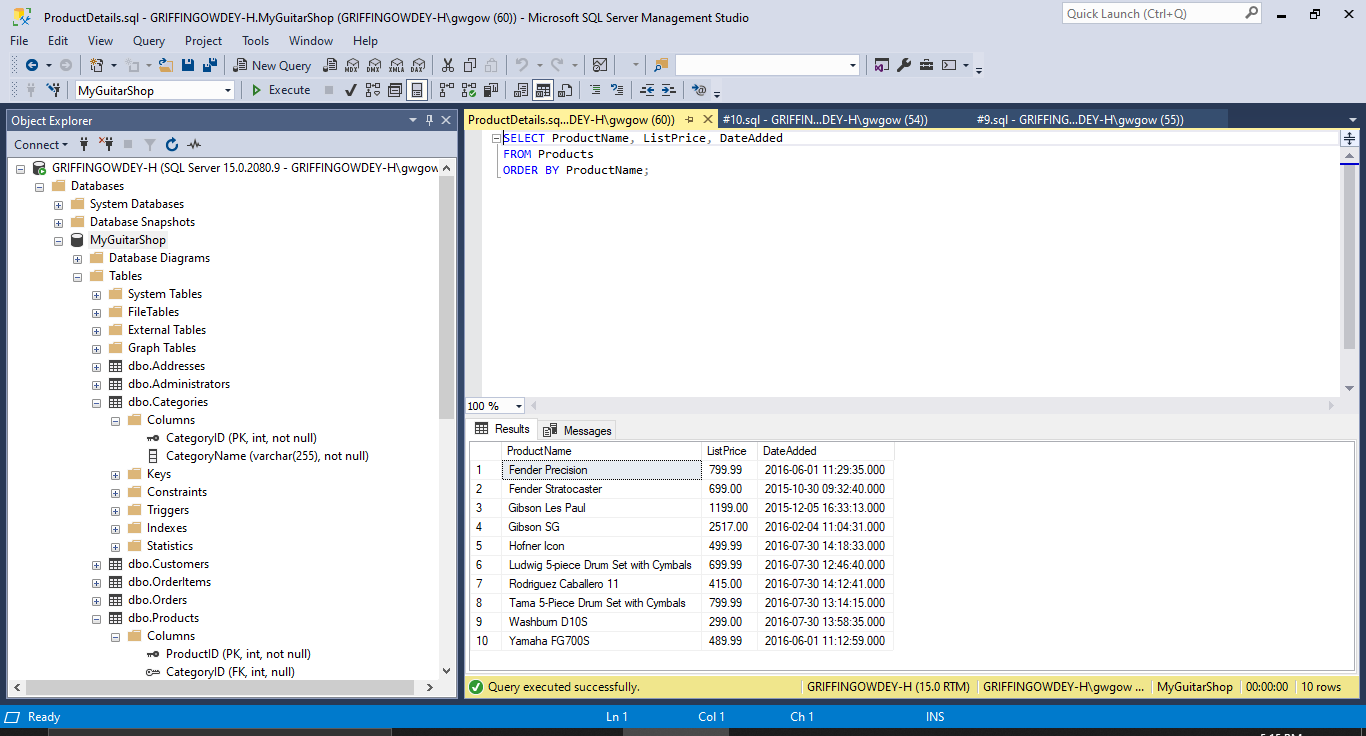 ProductDetails.sql - GRIFFINGOWDEY-H.MyGuitarShop (GRIFFINGOWDEY-H\gwgow (60)) - Microsoft SQL Server Management Studio
Quick Launch (Ctrl+Q)
File Edit View Query Project Tools Window Help
New Query MDX DMX XMLA DAX
MyGuitarShop Execute
Object Explorer
Connect
GRIFFINGOWDEY-H (SQL Server 15.0.2080.9 - GRIFFINGOWDEY-H\gwgow
Databases
System Databases
Database Snapshots
MyGuitarShop
Database Diagrams
Tables
System Tables
FileTables
External Tables
Graph Tables
dbo.Addresses
dbo.Administrators
dbo.Categories
Columns
CategoryID (PK, int, not null)
CategoryName (varchar(255), not null)
Keys
Constraints
Triggers
Indexes
Statistics
dbo.Customers
dbo.OrderItems
dbo.Orders
dbo.Products
Columns
ProductID (PK, int, not null)
CategoryID (FK, int, null)
ProductDetails.sq...DEY-H\gwgow (60)) #10.sql - GRIFFIN...DEY-H\gwgow (54)) #9.sql - GRIFFING...DEY-H\gwgow (55))
SELECT ProductName, ListPrice, DateAdded
FROM Products
ORDER BY ProductName;
100 %
Results Messages
ProductName ListPrice DateAdded
1 Fender Precision 799.99 2016-06-01 11:29:35.000
2 Fender Stratocaster 699.00 2015-10-30 09:32:40.000
3 Gibson Les Paul 1199.00 2015-12-05 16:33:13.000
4 Gibson SG 2517.00 2016-02-04 11:04:31.000
5 Hofner Icon 499.99 2016-07-30 14:18:33.000
6 Ludwig 5-piece Drum Set with Cymbals 699.99 2016-07-30 12:46:40.000
7 Rodriguez Caballero 11 415.00 2016-07-30 14:12:41.000
8 Tama 5-Piece Drum Set with Cymbals 799.99 2016-07-30 13:14:15.000
9 Washburn D10S 299.00 2016-07-30 13:58:35.000
10 Yamaha FG700S 489.99 2016-06-01 11:12:59.000
Query executed successfully. GRIFFINGOWDEY-H (15.0 RTM) GRIFFINGOWDEY-H\gwgow ... MyGuitarShop 00:00:00 10 rows
Ready Ln 1 Col 1 Ch 1 INS